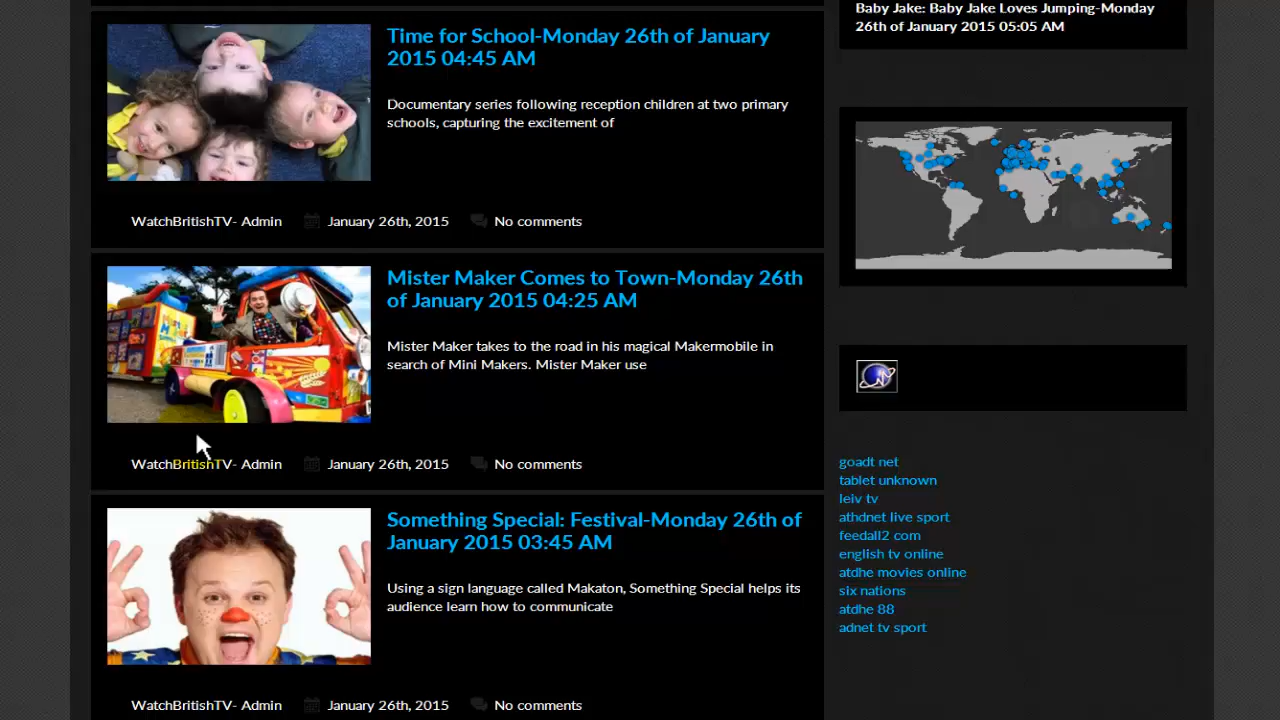 Time for School-Monday 26th of January
2015 04:45 AM
Documentary series following reception children at two primary
schools, capturing the excitement of
WatchBritishTV- Admin January 26th, 2015 No comments
Mister Maker Comes to Town-Monday 26th
of January 2015 04:25 AM
Mister Maker takes to the road in his magical Makermobile in
search of Mini Makers. Mister Maker use
WatchBritishTV- Admin January 26th, 2015 No comments
Something Special: Festival-Monday 26th of
January 2015 03:45 AM
Using a sign language called Makaton, Something Special helps its
audience learn how to communicate
WatchBritishTV- Admin January 26th, 2015 No comments
Baby Jake: Baby Jake Loves Jumping-Monday
26th of January 2015 05:05 AM
goadt net
tablet unknown
leiv tv
athdnet live sport
feedall2 com
english tv online
atdhe movies online
six nations
atdhe 88
adnet tv sport